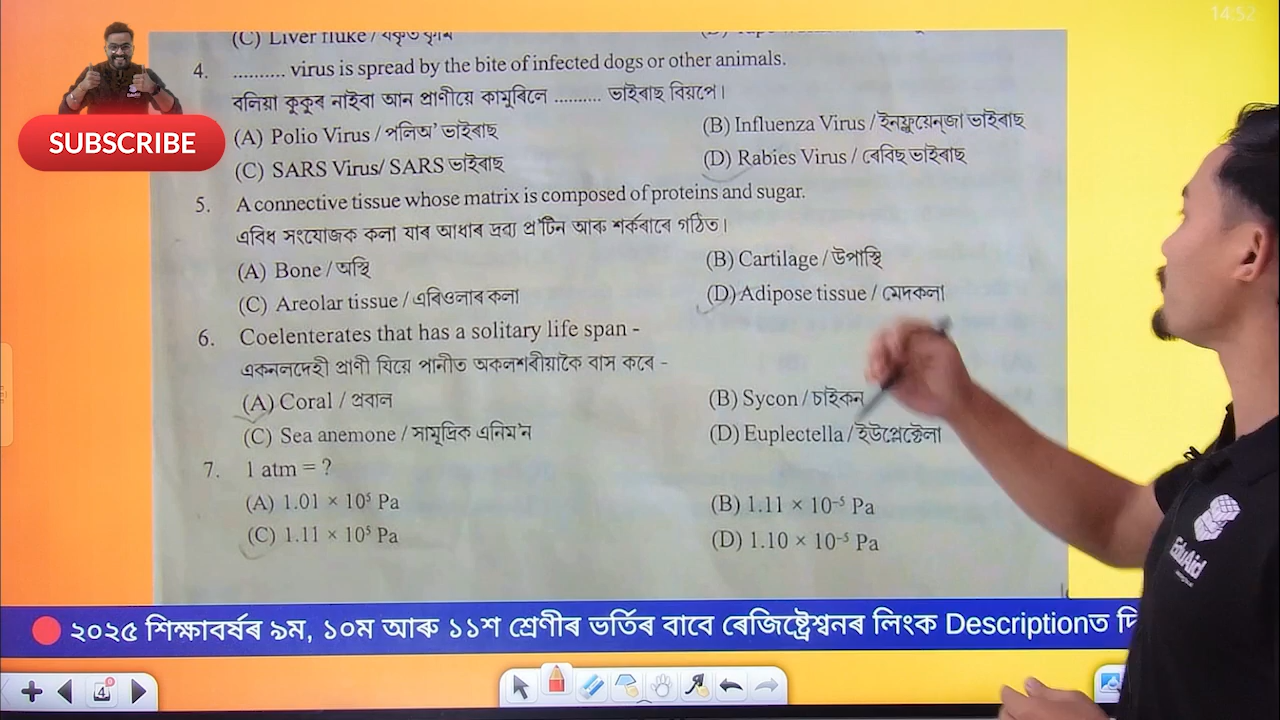 14:52
(C) Liver fluke / যকৃত কৃমি
4. .......... virus is spread by the bite of infected dogs or other animals.
বলিয়া কুকুৰ নাইবা আন প্ৰাণীয়ে কামুৰিলে .......... ভাইৰাছ বিয়পে।
(A) Polio Virus / পলিঅ' ভাইৰাছ (B) Influenza Virus / ইনফ্লুয়েন্জা ভাইৰাছ
(C) SARS Virus/ SARS ভাইৰাছ (D) Rabies Virus / ৰেবিছ ভাইৰাছ
5. A connective tissue whose matrix is composed of proteins and sugar.
এবিধ সংযোজক কলা যাৰ আধাৰ দ্ৰব্য প্ৰ'টিন আৰু শৰ্কৰাৰে গঠিত।
(A) Bone / অস্থি (B) Cartilage / উপাস্থি
(C) Areolar tissue / এৰিওলাৰ কলা (D) Adipose tissue / মেদকলা
6. Coelenterates that has a solitary life span -
একনলদেহী প্ৰাণী যিয়ে পানীত অকলশৰীয়াকৈ বাস কৰে -
(A) Coral / প্ৰবাল (B) Sycon / চাইকন
(C) Sea anemone / সামুদ্ৰিক এনিম'ন (D) Euplectella / ইউপ্লেক্টেলা
7. 1 atm = ?
(A) 1.01 × 10⁵ Pa (B) 1.11 × 10⁻⁵ Pa
(C) 1.11 × 10⁵ Pa (D) 1.10 × 10⁻⁵ Pa
SUBSCRIBE
EduAid
২০২৫ শিক্ষাবৰ্ষৰ ৯ম, ১০ম আৰু ১১শ শ্ৰেণীৰ ভৰ্তিৰ বাবে ৰেজিষ্ট্ৰেশ্বনৰ লিংক Descriptionত দি
4